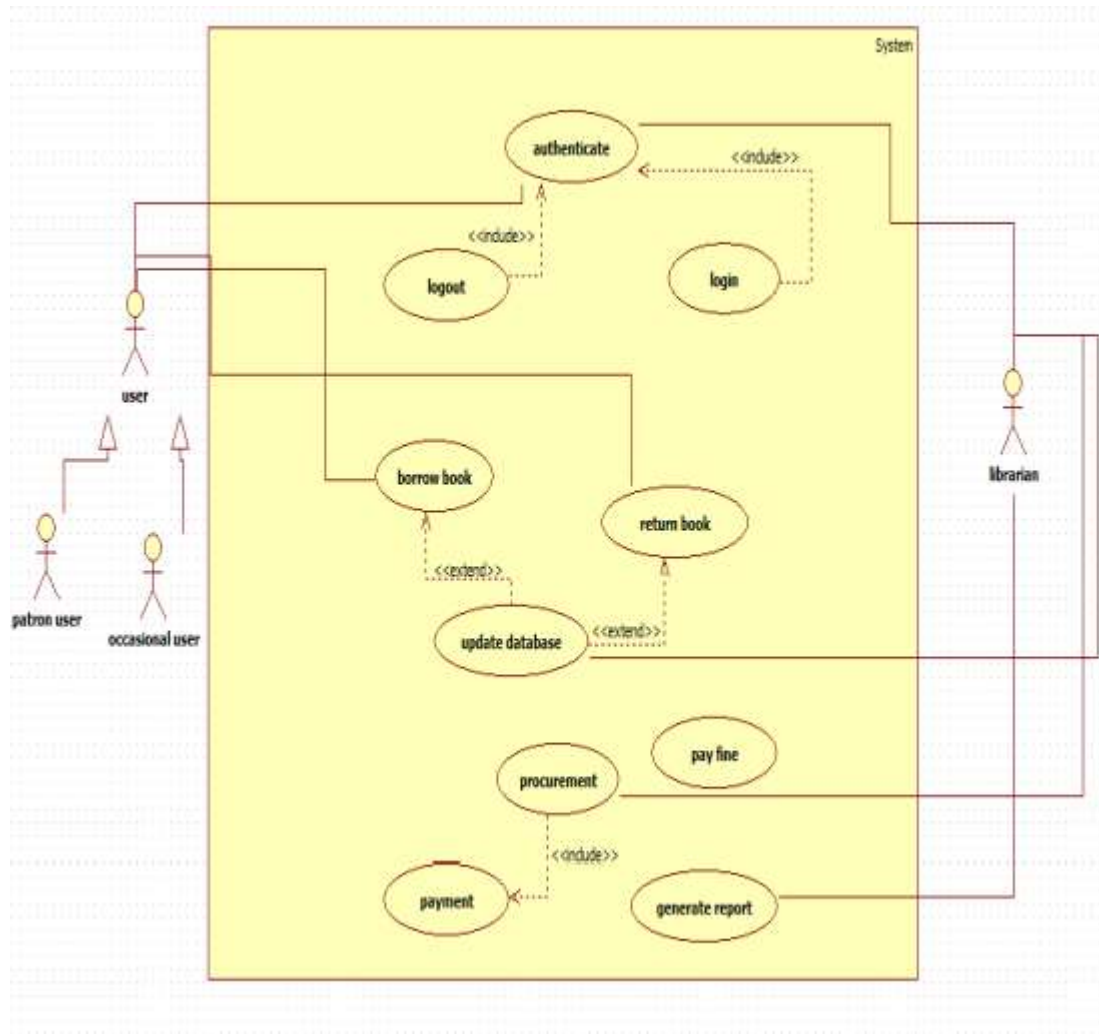 System
authenticate
<<include>>
<<include>>
logout
login
user
borrow book
librarian
return book
patron user
occasional user
<<extend>>
<<extend>>
update database
pay fine
procurement
<<include>>
payment
generate report